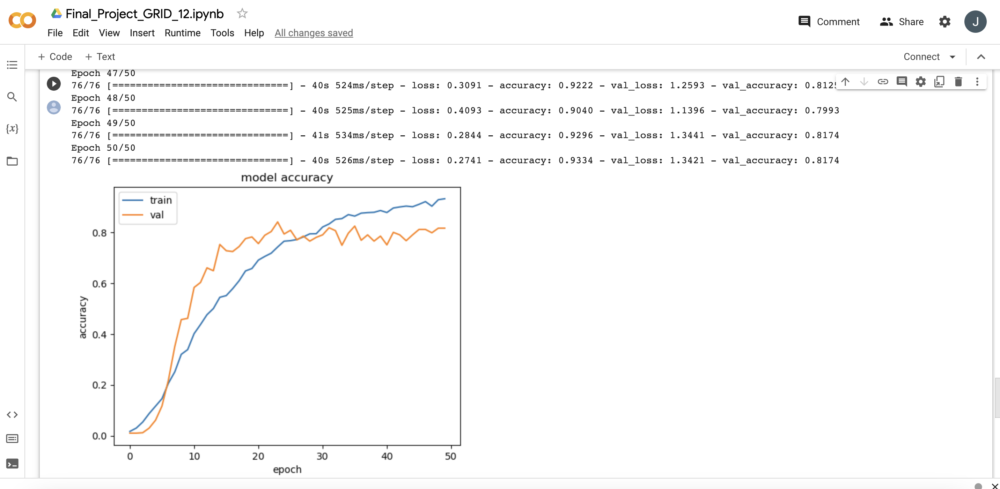 Final_Project_GRID_12.ipynb
File Edit View Insert Runtime Tools Help All changes saved
Comment Share J
+ Code + Text
Connect
Epoch 47/50
76/76 [==============================] - 40s 524ms/step - loss: 0.3091 - accuracy: 0.9222 - val_loss: 1.2593 - val_accuracy: 0.8125
Epoch 48/50
76/76 [==============================] - 40s 525ms/step - loss: 0.4093 - accuracy: 0.9040 - val_loss: 1.1396 - val_accuracy: 0.7993
Epoch 49/50
76/76 [==============================] - 41s 534ms/step - loss: 0.2844 - accuracy: 0.9296 - val_loss: 1.3441 - val_accuracy: 0.8174
Epoch 50/50
76/76 [==============================] - 40s 526ms/step - loss: 0.2741 - accuracy: 0.9334 - val_loss: 1.3421 - val_accuracy: 0.8174
{x}
model accuracy
train
val
accuracy
0.8
0.6
0.4
0.2
0.0
0 10 20 30 40 50
epoch